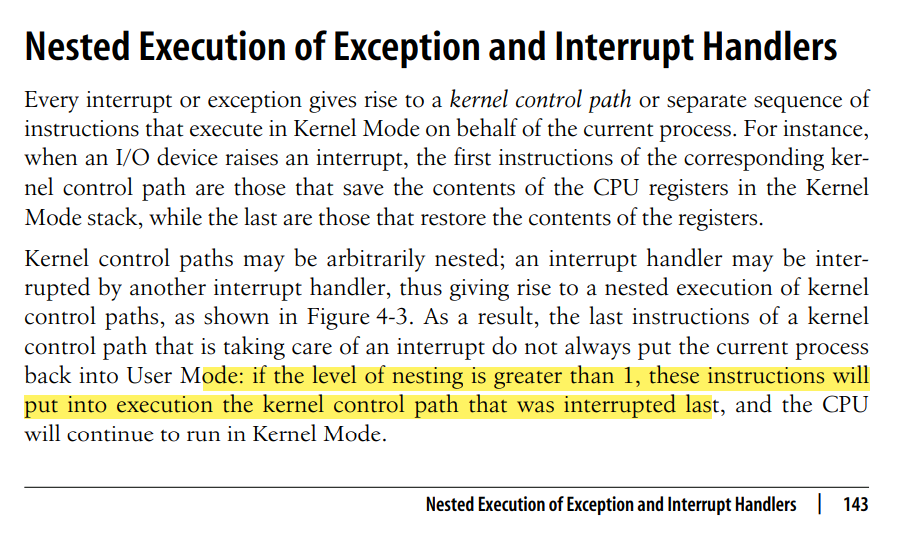 Nested Execution of Exception and Interrupt Handlers
Every interrupt or exception gives rise to a kernel control path or separate sequence of
instructions that execute in Kernel Mode on behalf of the current process. For instance,
when an I/O device raises an interrupt, the first instructions of the corresponding ker-
nel control path are those that save the contents of the CPU registers in the Kernel
Mode stack, while the last are those that restore the contents of the registers.
Kernel control paths may be arbitrarily nested; an interrupt handler may be inter-
rupted by another interrupt handler, thus giving rise to a nested execution of kernel
control paths, as shown in Figure 4-3. As a result, the last instructions of a kernel
control path that is taking care of an interrupt do not always put the current process
back into User Mode: if the level of nesting is greater than 1, these instructions will
put into execution the kernel control path that was interrupted last, and the CPU
will continue to run in Kernel Mode.
Nested Execution of Exception and Interrupt Handlers | 143